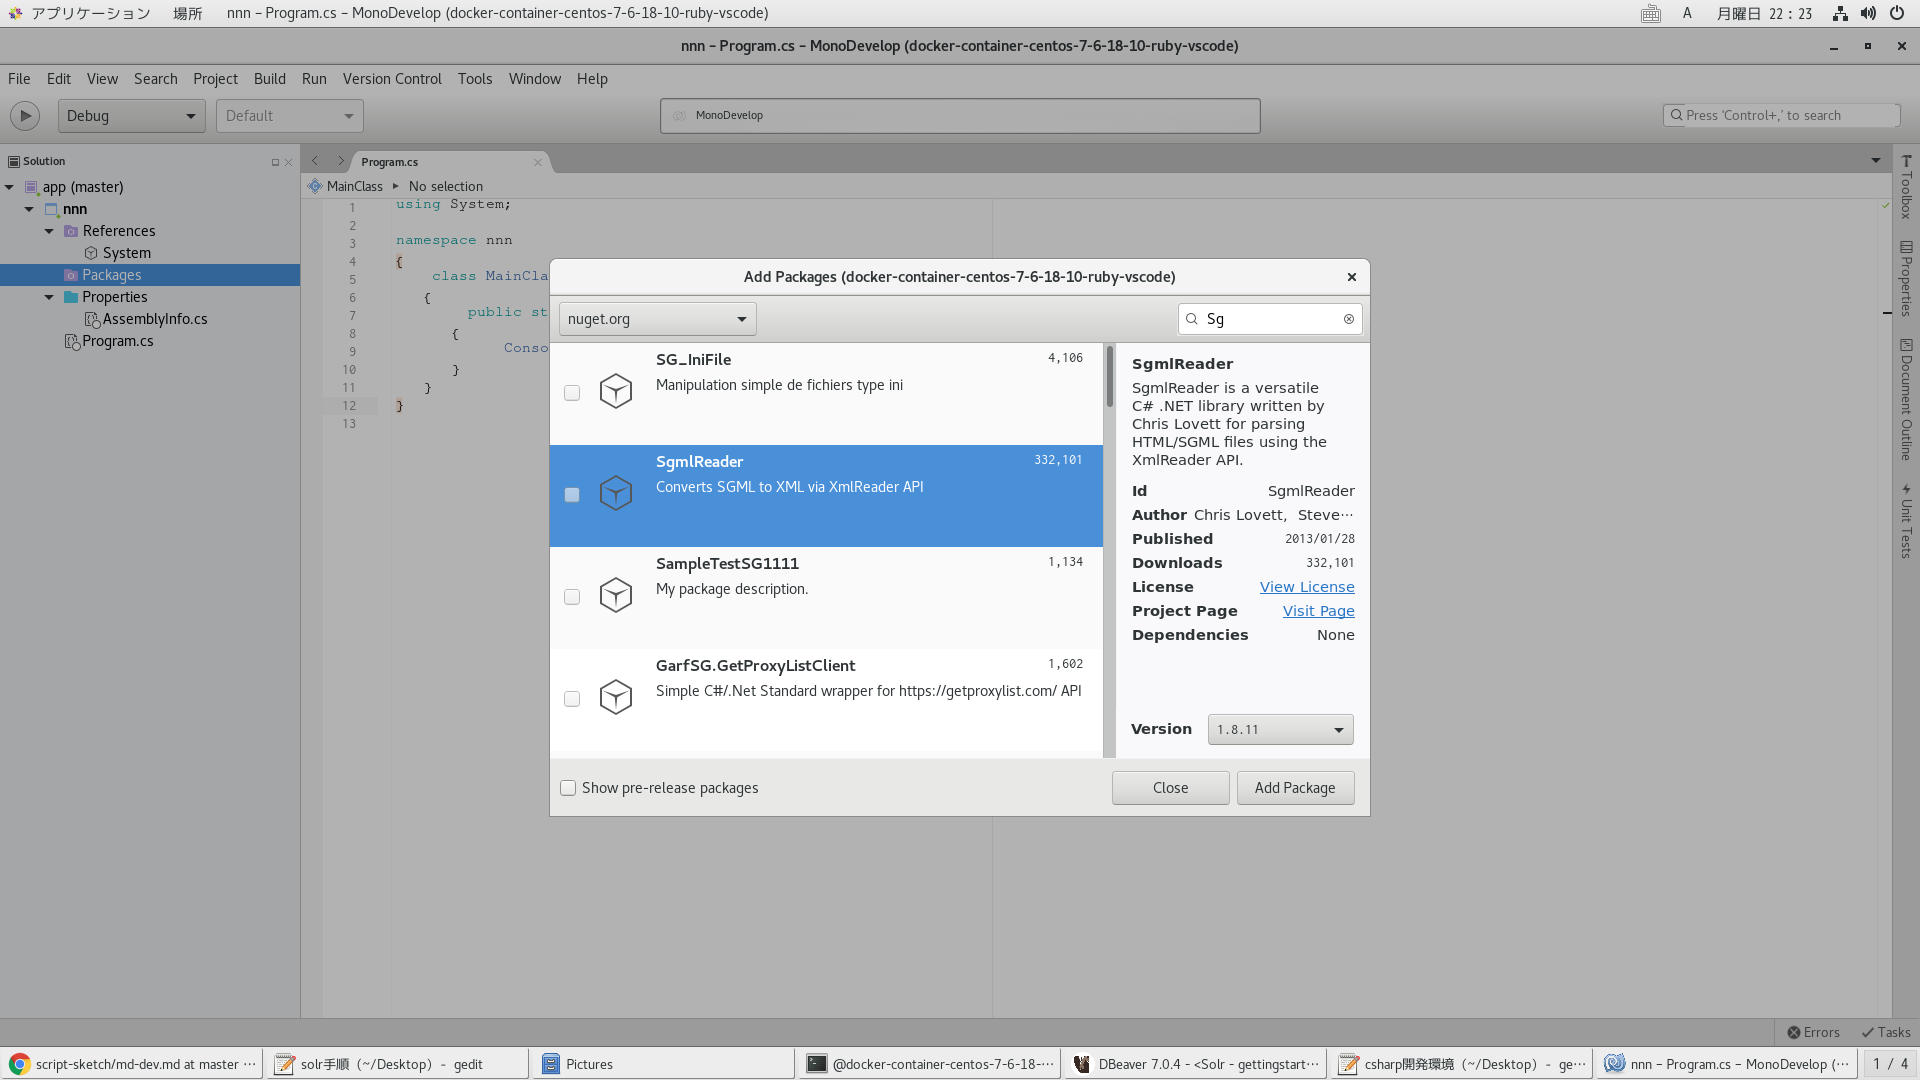 アプリケーション 場所 nnn – Program.cs – MonoDevelop (docker-container-centos-7-6-18-10-ruby-vscode) A 月曜日 22：23
nnn – Program.cs – MonoDevelop (docker-container-centos-7-6-18-10-ruby-vscode)
File Edit View Search Project Build Run Version Control Tools Window Help
Debug Default MonoDevelop Press 'Control+,' to search
Solution
app (master)
nnn
References
System
Packages
Properties
AssemblyInfo.cs
Program.cs
Program.cs
MainClass No selection
1 using System;
2
3 namespace nnn
4 {
5 class MainCla
6 {
7 public st
8 {
9 Conso
10 }
11 }
12 }
13
Add Packages (docker-container-centos-7-6-18-10-ruby-vscode)
nuget.org Sg
SG_IniFile 4,106
Manipulation simple de fichiers type ini
SgmlReader 332,101
Converts SGML to XML via XmlReader API
SampleTestSG1111 1,134
My package description.
GarfSG.GetProxyListClient 1,602
Simple C#/.Net Standard wrapper for https://getproxylist.com/ API
SgmlReader
SgmlReader is a versatile
C# .NET library written by
Chris Lovett for parsing
HTML/SGML files using the
XmlReader API.
Id SgmlReader
Author Chris Lovett, Steve⋯
Published 2013/01/28
Downloads 332,101
License View License
Project Page Visit Page
Dependencies None
Version 1.8.11
Show pre-release packages Close Add Package
Toolbox
Properties
Document Outline
Unit Tests
Errors Tasks
script-sketch/md-dev.md at master ⋯ solr手順（~/Desktop） - gedit Pictures @docker-container-centos-7-6-18-⋯ DBeaver 7.0.4 - <Solr - gettingstart⋯ csharp開発環境（~/Desktop） - ge⋯ nnn – Program.cs – MonoDevelop (⋯ 1 / 4